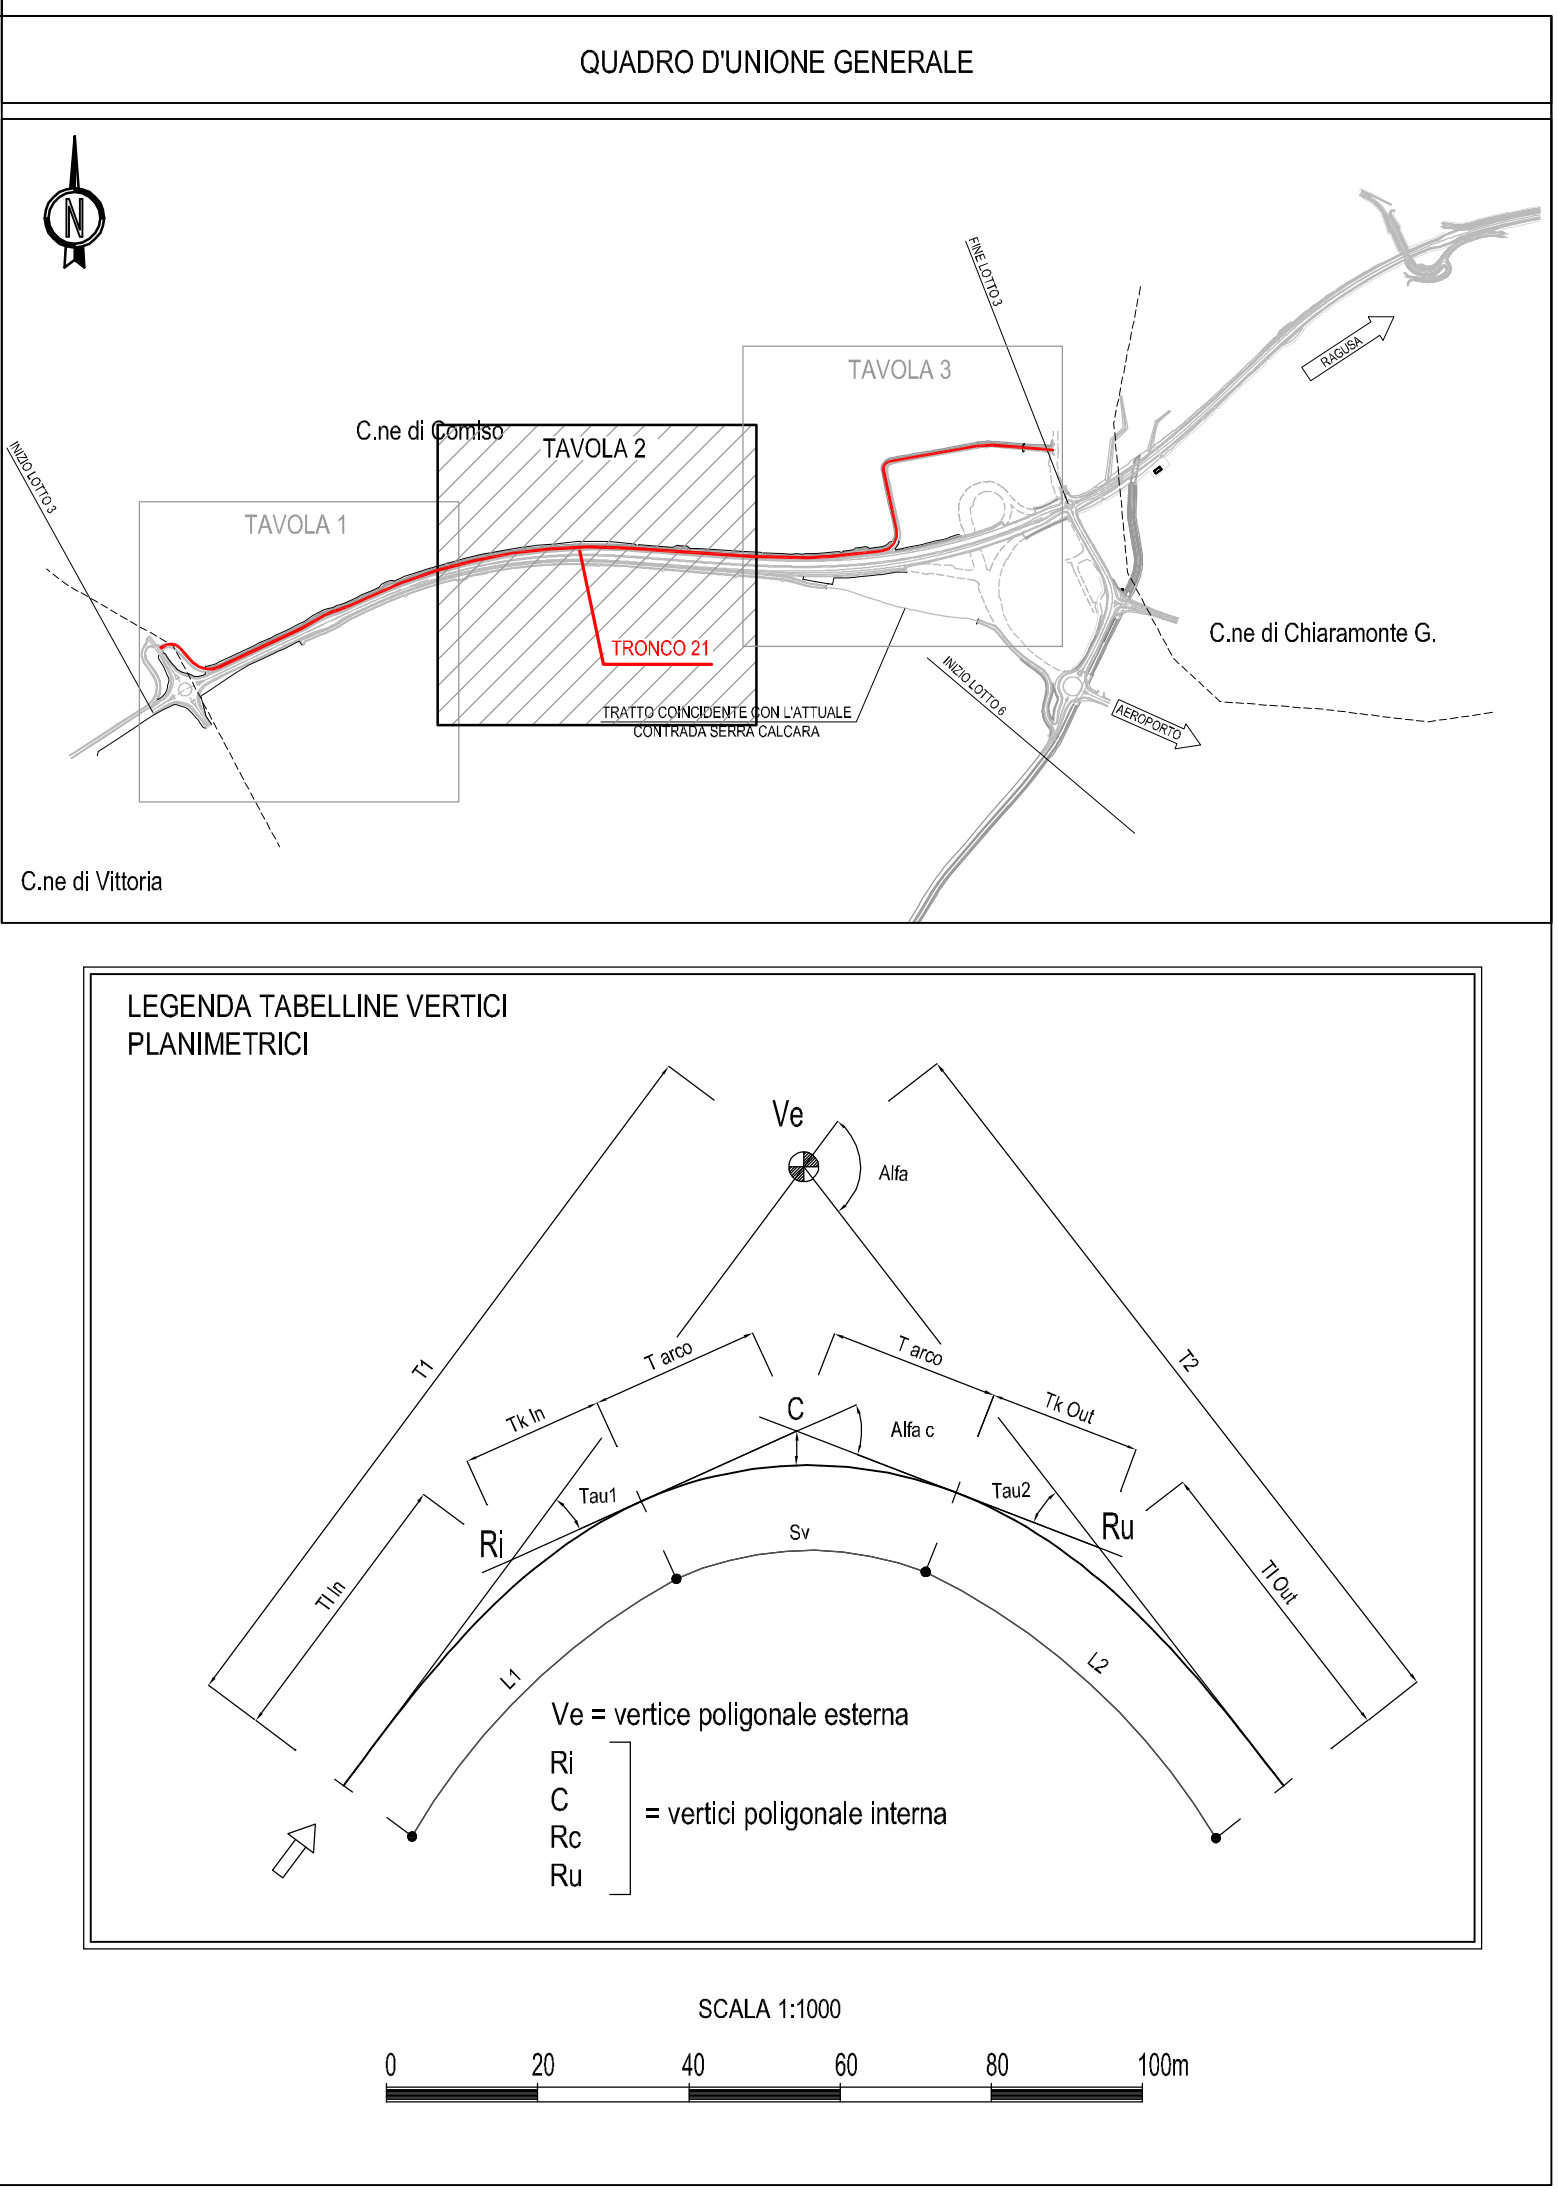 QUADRO D'UNIONE GENERALE
N
FINE LOTTO 3
RAGUSA
TAVOLA 3
C.ne di Comiso
TAVOLA 2
INIZIO LOTTO 3
TAVOLA 1
TRONCO 21
C.ne di Chiaramonte G.
INIZIO LOTTO 6
TRATTO COINCIDENTE CON L'ATTUALE
CONTRADA SERRA CALCARA
AEROPORTO
C.ne di Vittoria
LEGENDA TABELLINE VERTICI
PLANIMETRICI
Ve
Alfa
T1
T arco
T arco
T2
Tk In
C
Tk Out
Alfa c
Tau1
Tau2
Ri
Ru
Sv
Tl In
Tl Out
L1
L2
Ve = vertice poligonale esterna
Ri
C
= vertici poligonale interna
Rc
Ru
SCALA 1:1000
0 20 40 60 80 100m